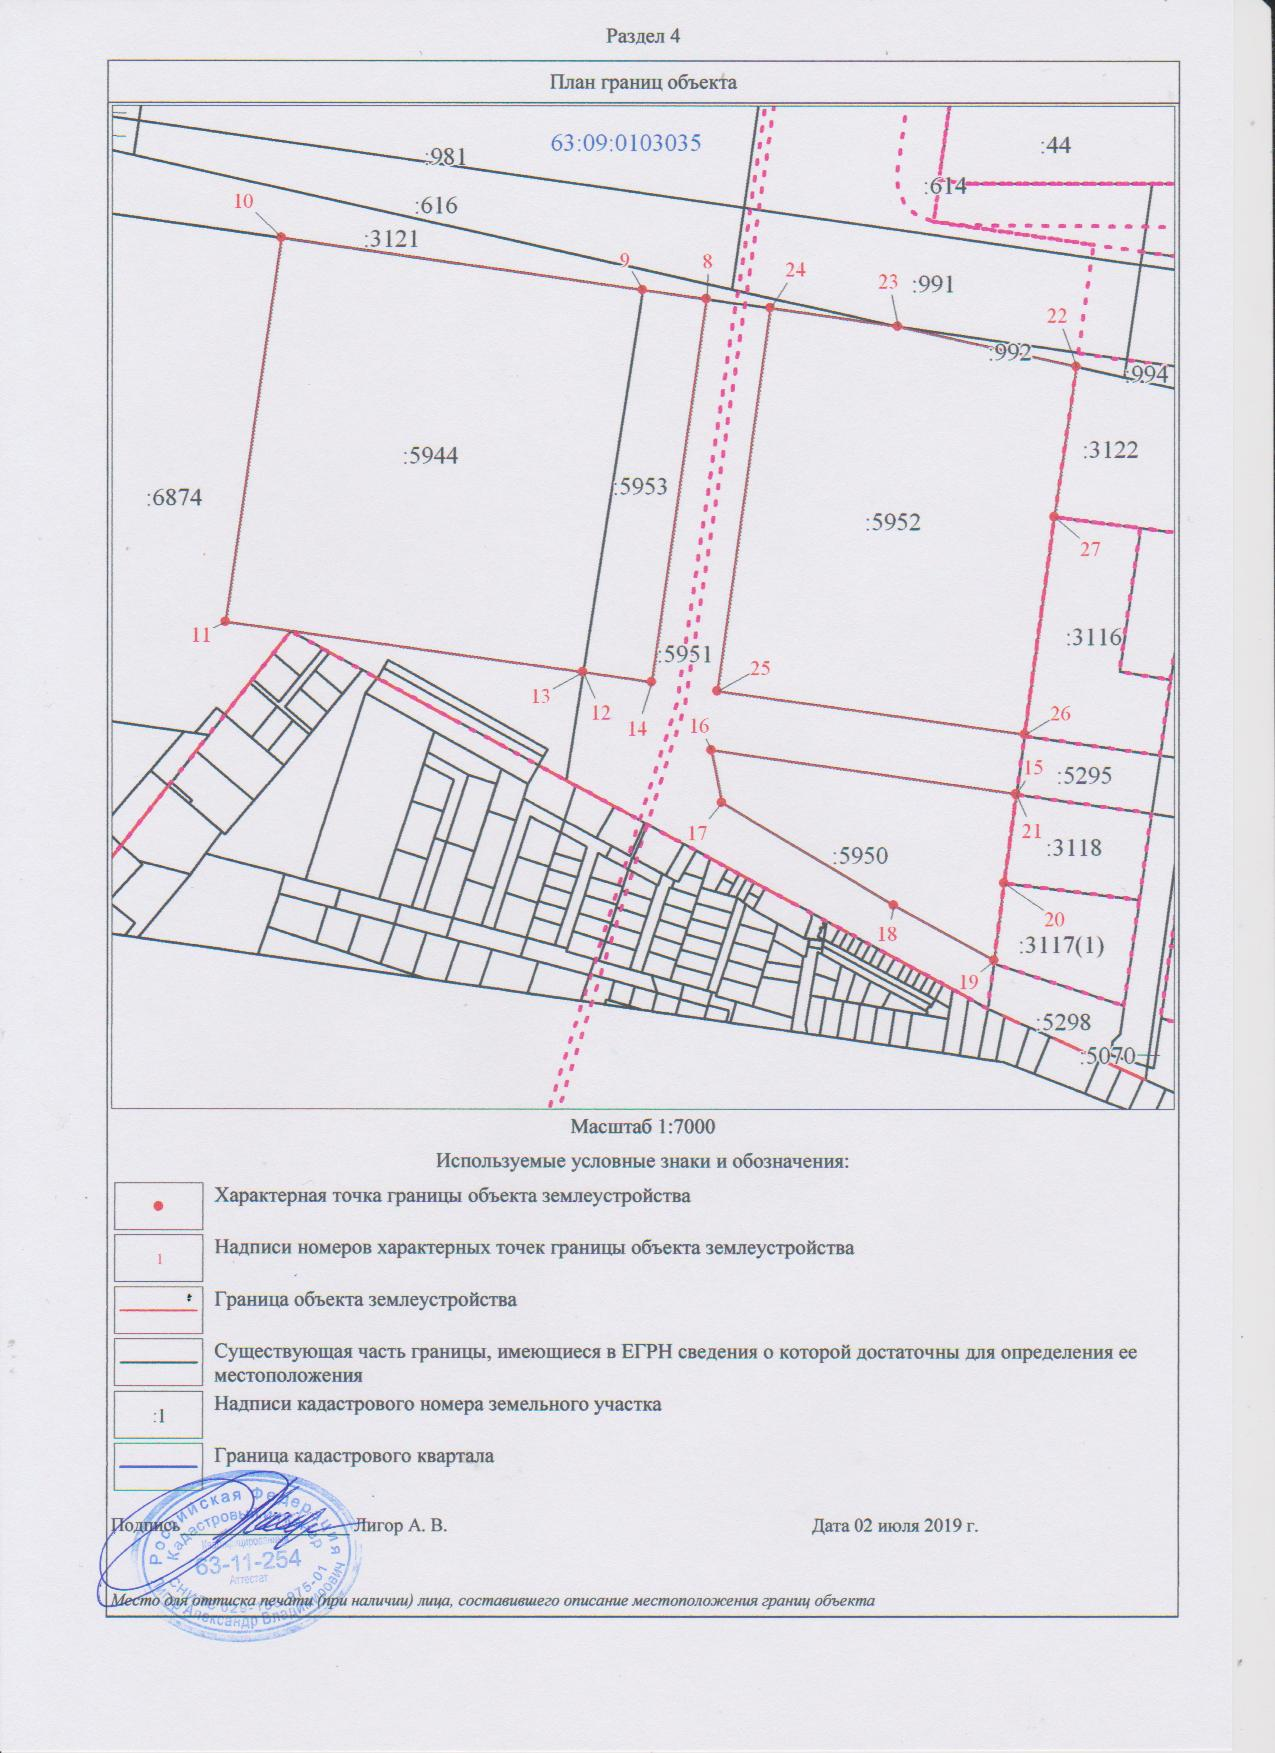 Раздел 4
План границ объекта
63:09:0103035
:44
:981
:614
:616
10
:3121
9
8
24
23
:991
22
:992
:994
:5944
:3122
:6874
:5953
:5952
27
11
:3116
:5951
25
13
12
14
16
26
15
:5295
17
21
:5950
:3118
20
18
:3117(1)
19
:5298
:5070
Масштаб 1:7000
Используемые условные знаки и обозначения:
Характерная точка границы объекта землеустройства
1
Надписи номеров характерных точек границы объекта землеустройства
Граница объекта землеустройства
Существующая часть границы, имеющиеся в ЕГРН сведения о которой достаточны для определения ее
местоположения
:1
Надписи кадастрового номера земельного участка
Граница кадастрового квартала
Подпись Лигор А. В. Дата 02 июля 2019 г.
Российская Федерация
Кадастровый инженер
63-11-254
Аттестат
Александр Владимирович
Место для оттиска печати (при наличии) лица, составившего описание местоположения границ объекта